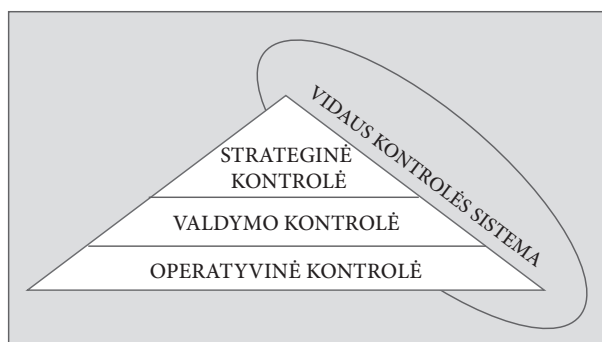 VIDAUS KONTROLĖS SISTEMA
STRATEGINĖ
KONTROLĖ
VALDYMO KONTROLĖ
OPERATYVINĖ KONTROLĖ